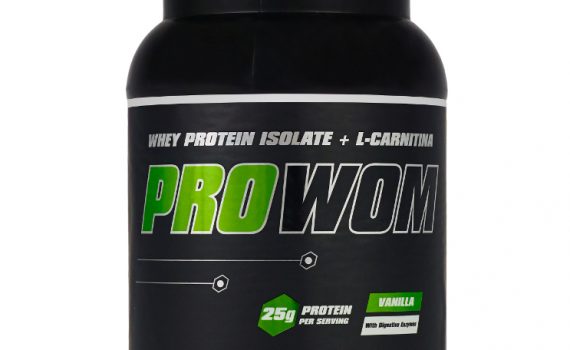 WHEY PROTEIN ISOLATE + L-CARNITINA
PROWOM
25g PROTEIN
PER SERVING
VANILLA
With Digestive Enzymes